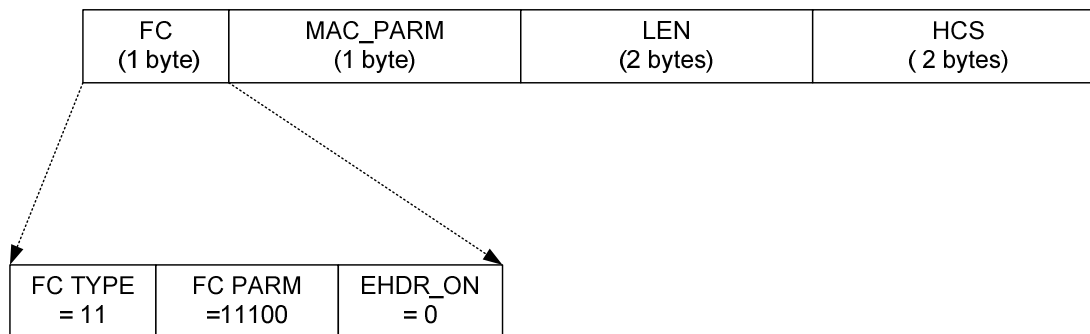 FC
(1 byte)
MAC_PARM
(1 byte)
LEN
(2 bytes)
HCS
( 2 bytes)
FC TYPE
= 11
FC PARM
=11100
EHDR_ON
= 0